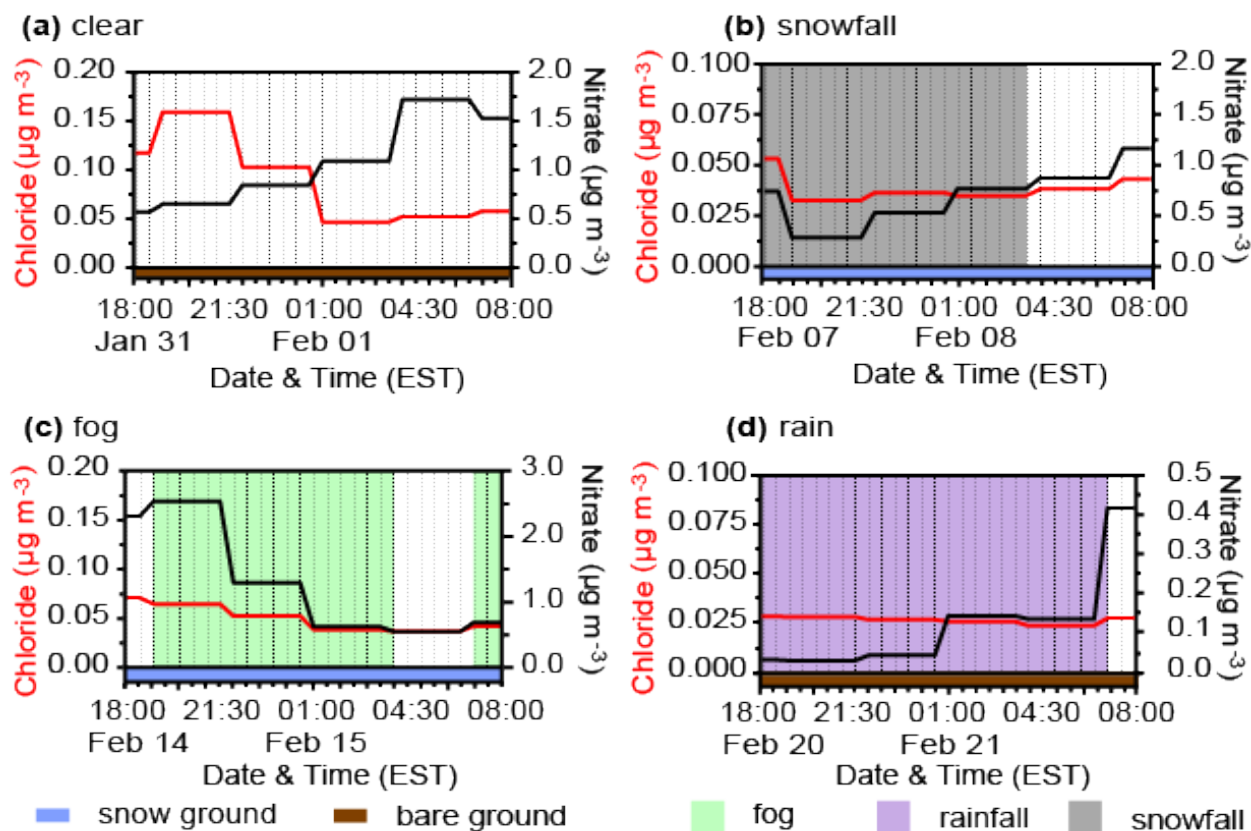 (a) clear
Chloride (µg m-3)
0.20
0.15
0.10
0.05
0.00
2.0
1.5
1.0
0.5
0.0
Nitrate (µg m-3)
18:00 21:30 01:00 04:30 08:00
Jan 31 Feb 01
Date & Time (EST)
(b) snowfall
Chloride (µg m-3)
0.100
0.075
0.050
0.025
0.000
2.0
1.5
1.0
0.5
0.0
Nitrate (µg m-3)
18:00 21:30 01:00 04:30 08:00
Feb 07 Feb 08
Date & Time (EST)
(c) fog
Chloride (µg m-3)
0.20
0.15
0.10
0.05
0.00
3.0
2.0
1.0
0.0
Nitrate (µg m-3)
18:00 21:30 01:00 04:30 08:00
Feb 14 Feb 15
Date & Time (EST)
(d) rain
Chloride (µg m-3)
0.100
0.075
0.050
0.025
0.000
0.5
0.4
0.3
0.2
0.1
0.0
Nitrate (µg m-3)
18:00 21:30 01:00 04:30 08:00
Feb 20 Feb 21
Date & Time (EST)
snow ground bare ground fog rainfall snowfall